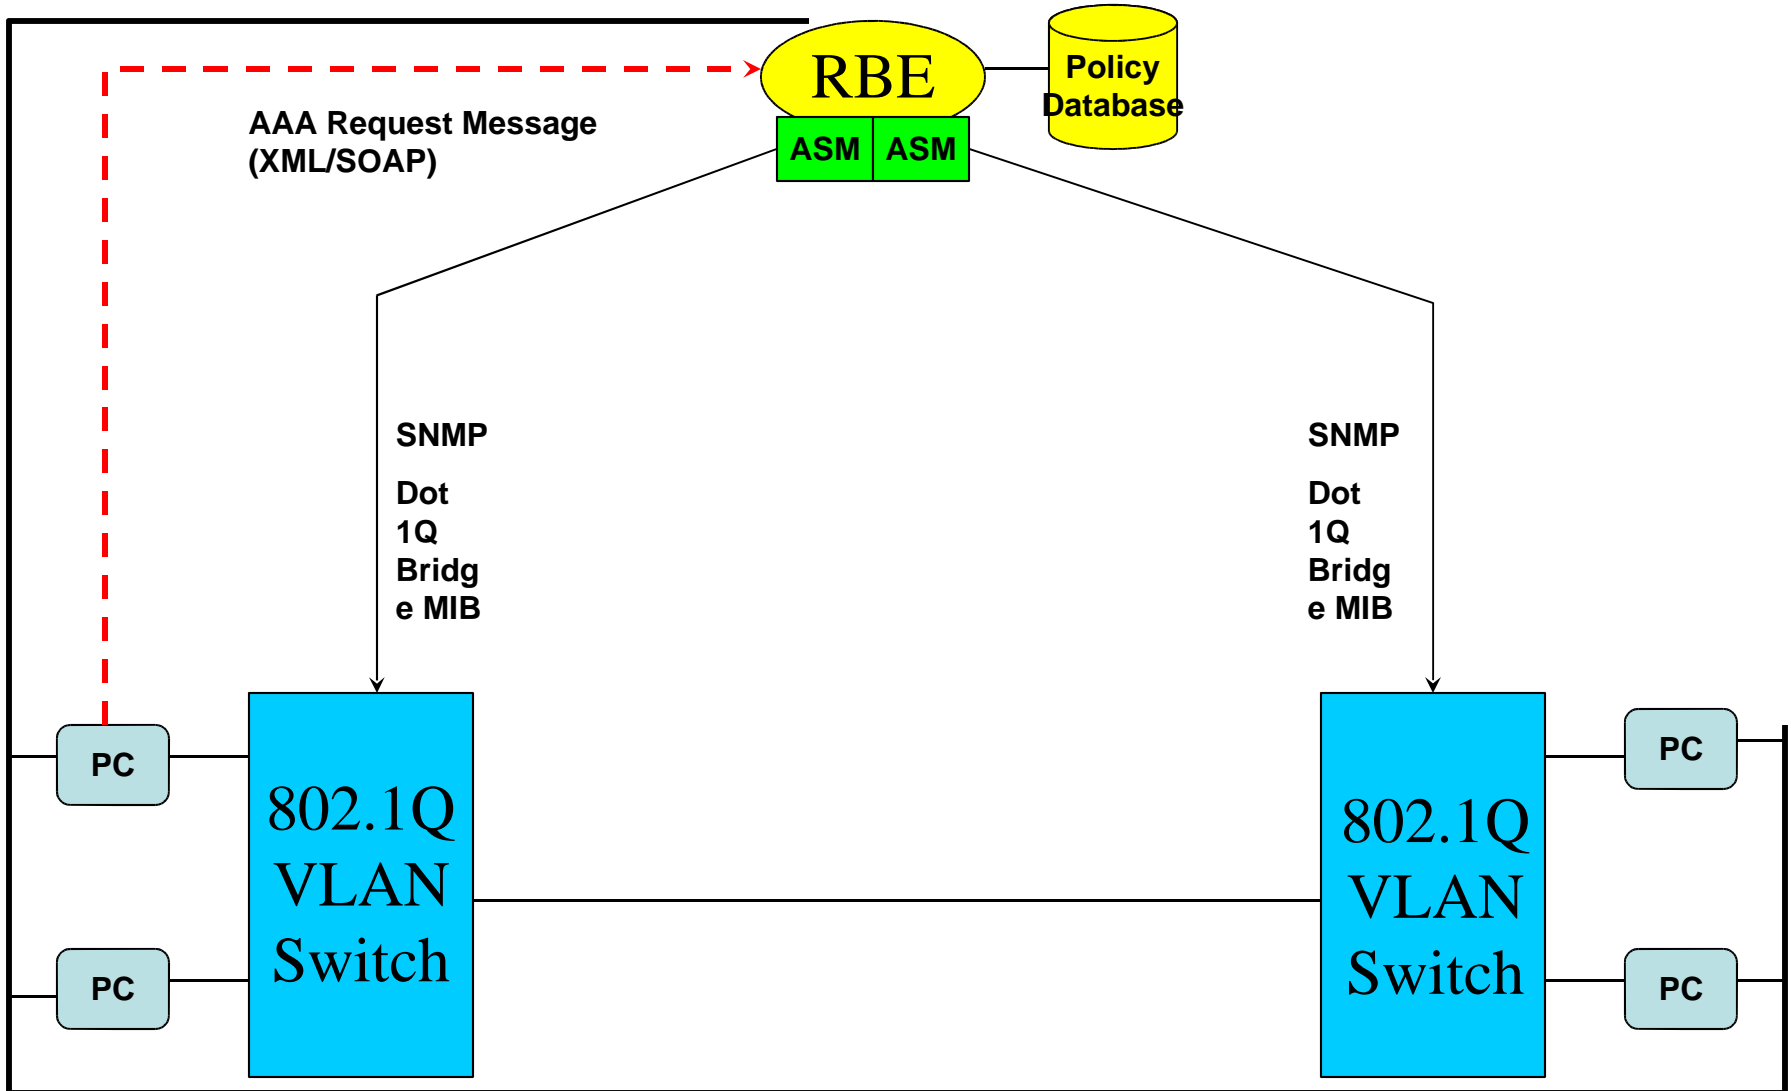 RBE
Policy
Database
AAA Request Message
(XML/SOAP)
ASM
ASM
SNMP
Dot
1Q
Bridg
e MIB
SNMP
Dot
1Q
Bridg
e MIB
PC
802.1Q
VLAN
Switch
PC
802.1Q
VLAN
Switch
PC
PC